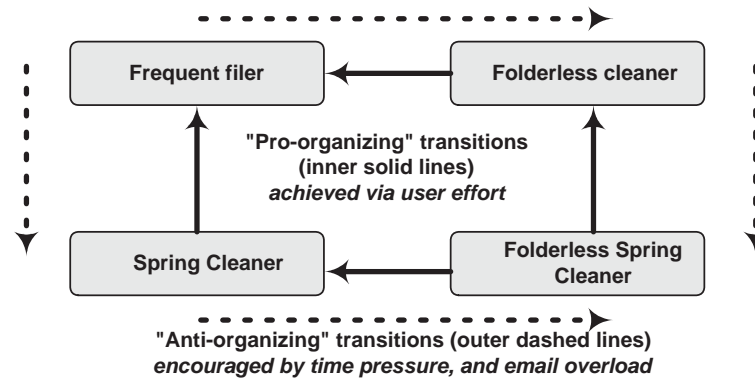 Frequent filer
Folderless cleaner
"Pro-organizing" transitions
(inner solid lines)
achieved via user effort
Spring Cleaner
Folderless Spring
Cleaner
"Anti-organizing" transitions (outer dashed lines)
encouraged by time pressure, and email overload